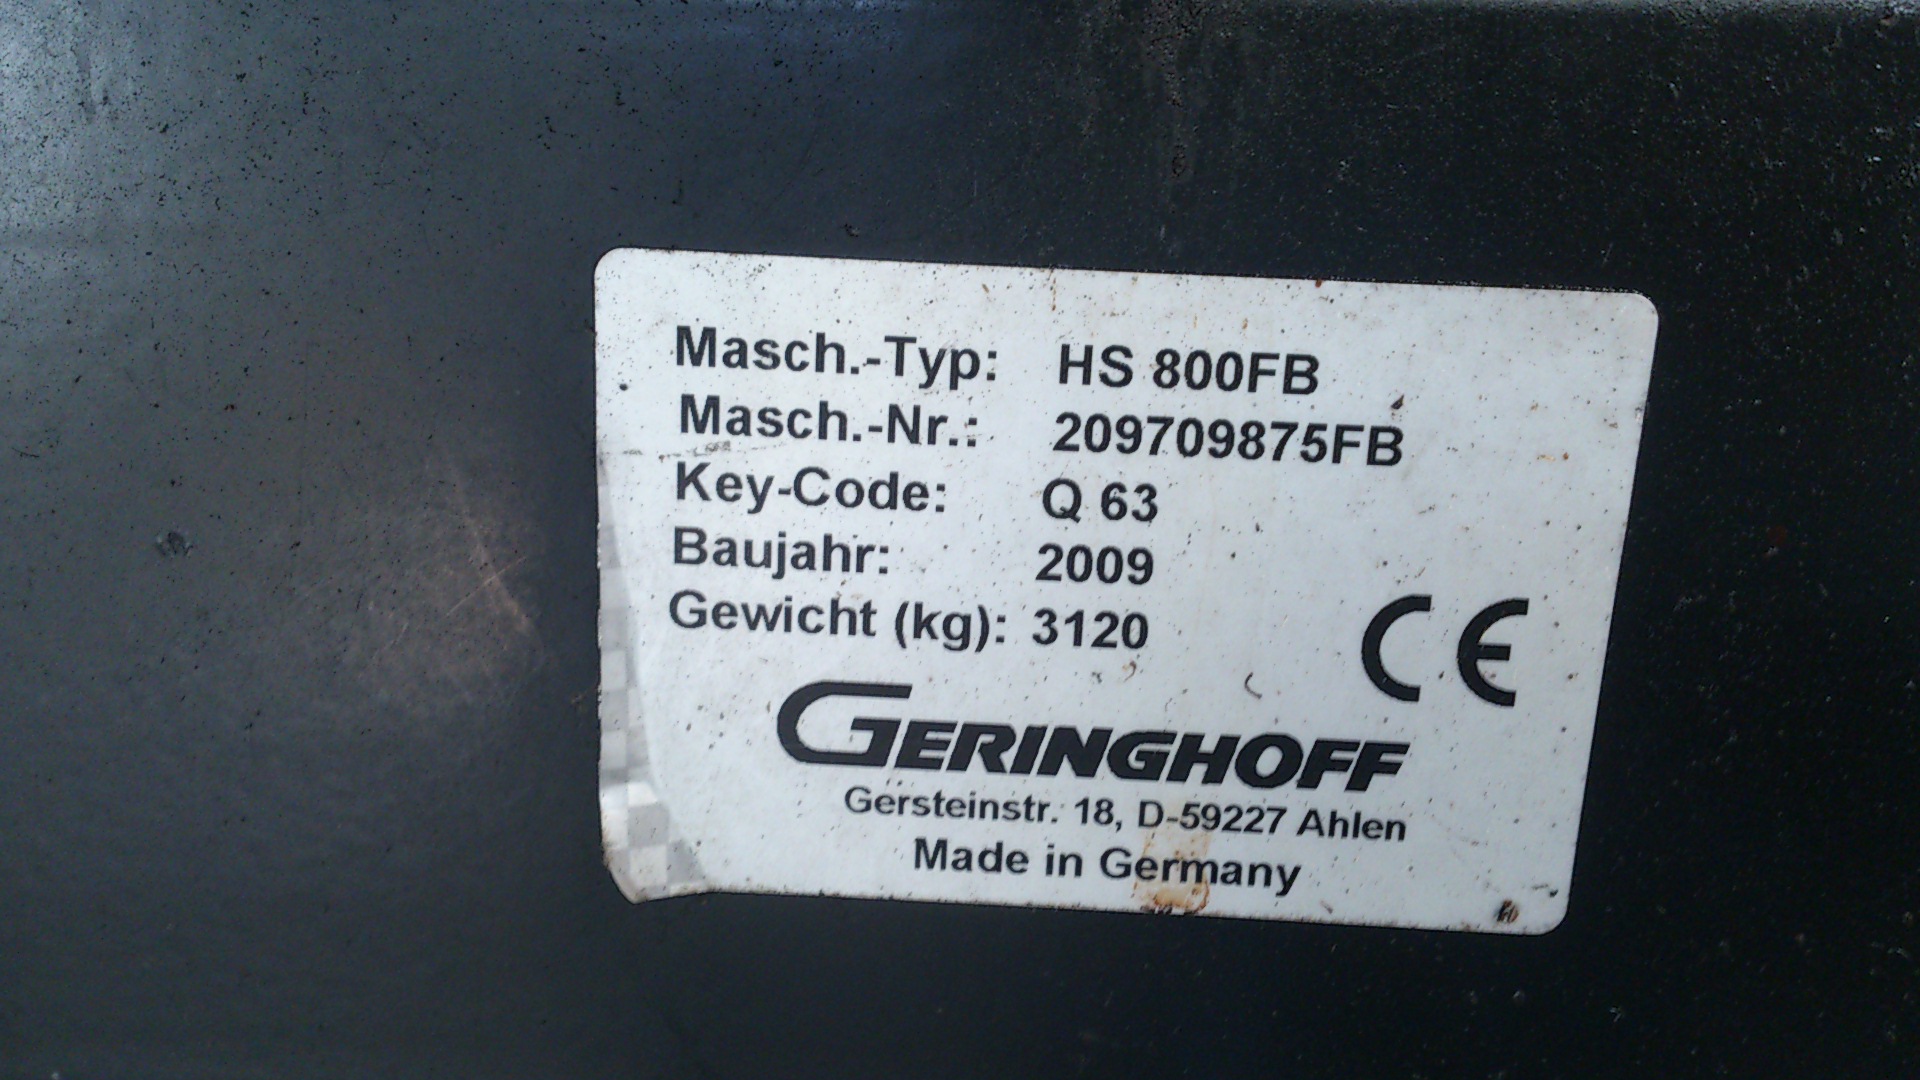 Masch.-Typ: HS 800FB
Masch.-Nr.: 209709875FB
Key-Code: Q 63
Baujahr: 2009
Gewicht (kg): 3120
CE
GERINGHOFF
Gersteinstr. 18, D-59227 Ahlen
Made in Germany